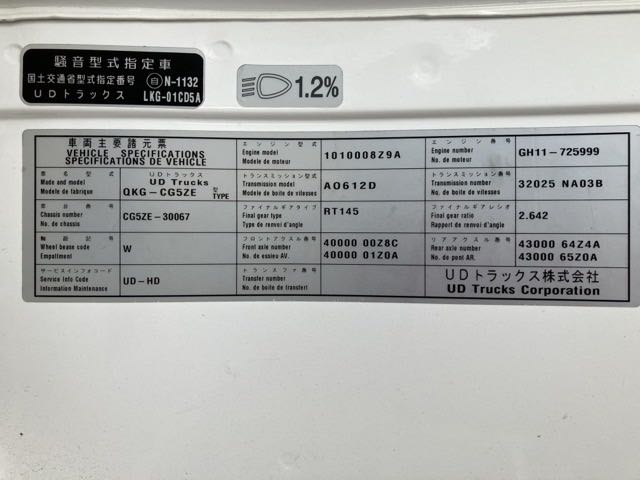 騒音型式指定車
国土交通省型式指定番号 自 N-1132
UDトラックス LKG-01CD5A
1.2%
車両主要諸元票
VEHICLE SPECIFICATIONS
SPECIFICATIONS DE VEHICLE
エンジン型式
Engine model
Modele de moteur
1010008Z9A
エンジン番号
Engine number
No. de moteur
GH11-725999
車名型式
Made and model
Modele de fabrique
UDトラックス
UD Trucks
QKG-CG5ZE 型 TYPE
トランスミッション型式
Transmission model
Modele de boite de vitesses
AO612D
トランスミッション番号
Transmission number
No. de boite de vitesses
32025 NA03B
車台番号
Chassis number
No. de chassis
CG5ZE-30067
ファイナルギアタイプ
Final gear type
Type de renvoi d'angle
RT145
ファイナルギアレシオ
Final gear ratio
Rapport de renvoi d'angle
2.642
軸距記号
Wheel bease code
Empattment
W
フロントアクスル番号
Front axle number
No. de essieu AV.
40000 00Z8C
40000 01Z0A
リアアクスル番号
Rear axle number
No. de pont AR.
43000 64Z4A
43000 65Z0A
サービスインフォコード
Service Info Code
Information Maintenance
UD-HD
トランスファ番号
Transfer number
No. de boite de transfert
UDトラックス株式会社
UD Trucks Corporation